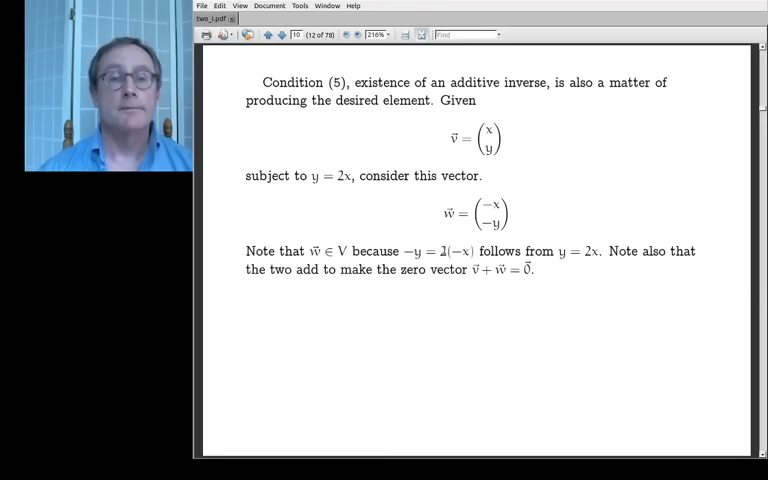 File Edit View Document Tools Window Help
two_i.pdf
10 (12 of 78) 216% Find
Condition (5), existence of an additive inverse, is also a matter of
producing the desired element. Given
v⃗ = (x
y)
subject to y = 2x, consider this vector.
w⃗ = (−x
−y)
Note that w⃗ ∈ V because −y = 2(−x) follows from y = 2x. Note also that
the two add to make the zero vector v⃗ + w⃗ = 0⃗.